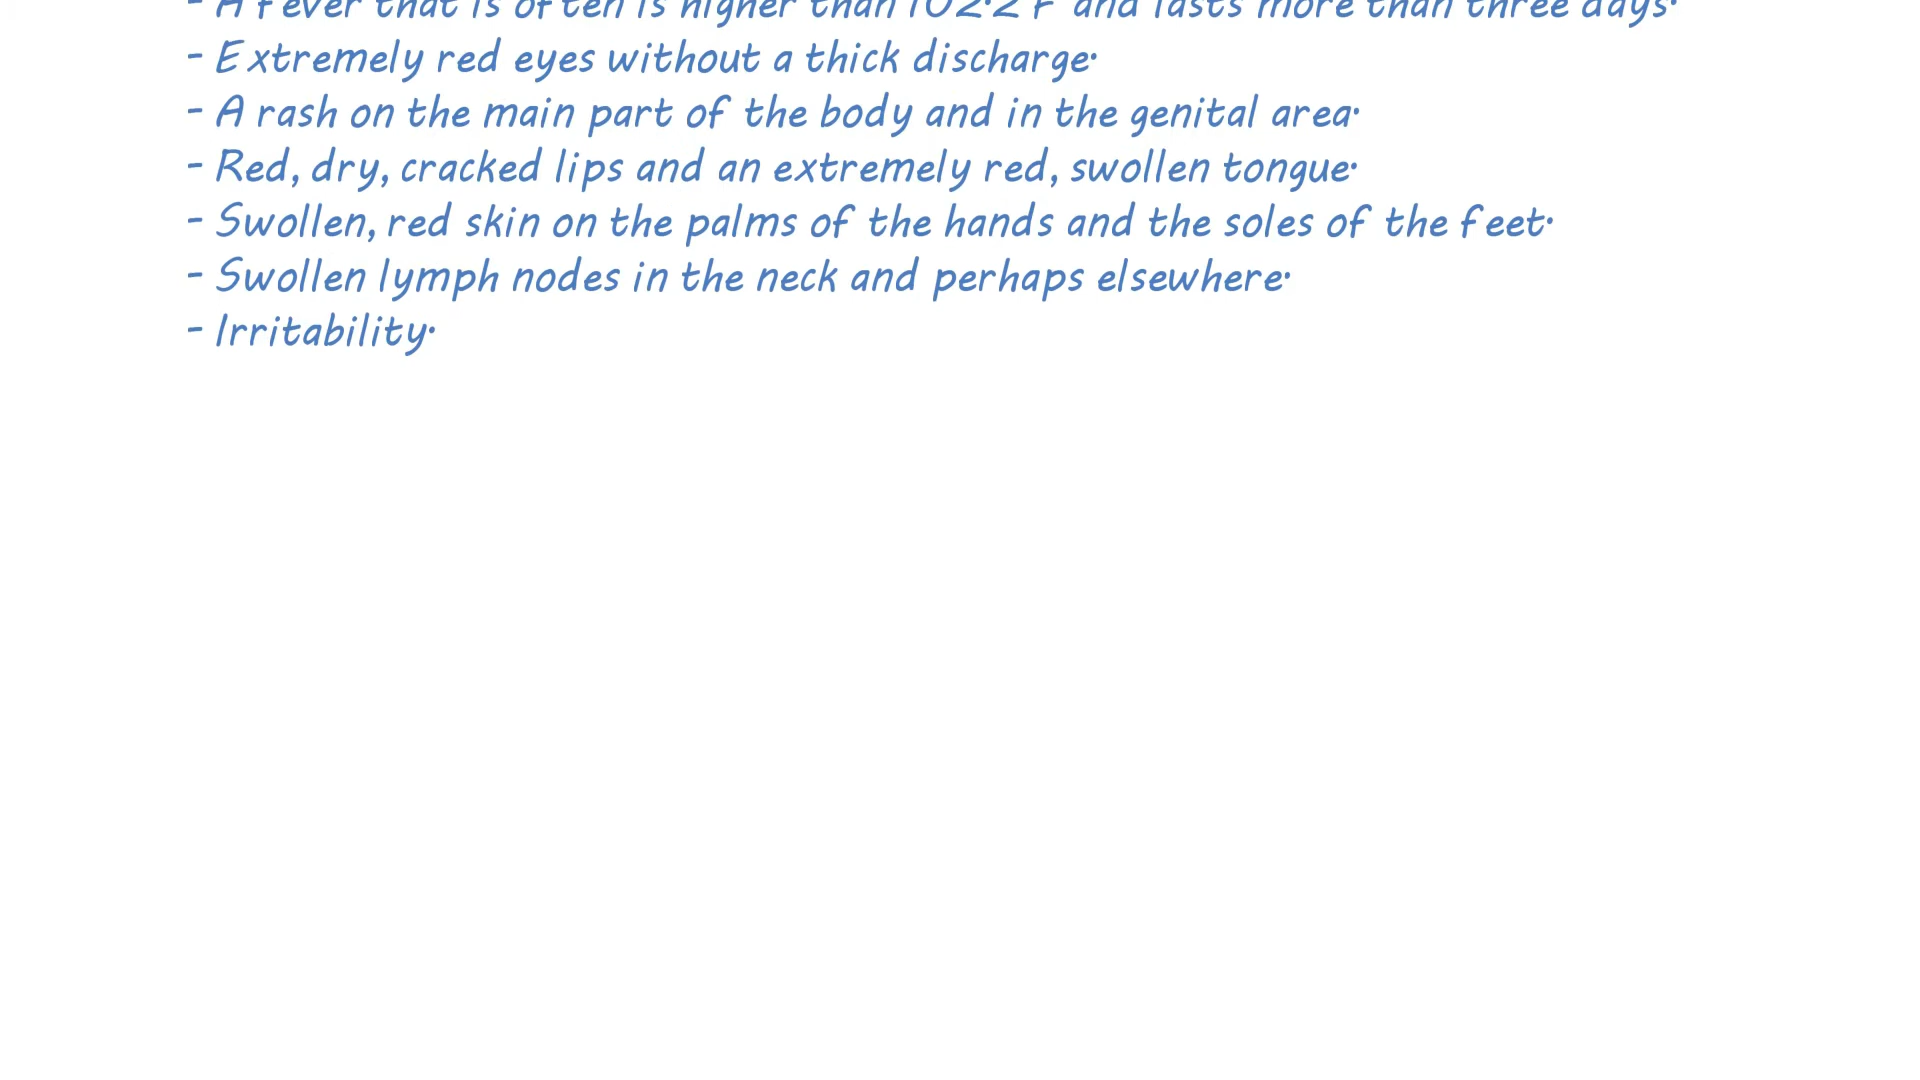 - A fever that is often is higher than 102.2 F and lasts more than three days.
- Extremely red eyes without a thick discharge.
- A rash on the main part of the body and in the genital area.
- Red, dry, cracked lips and an extremely red, swollen tongue.
- Swollen, red skin on the palms of the hands and the soles of the feet.
- Swollen lymph nodes in the neck and perhaps elsewhere.
- Irritability.